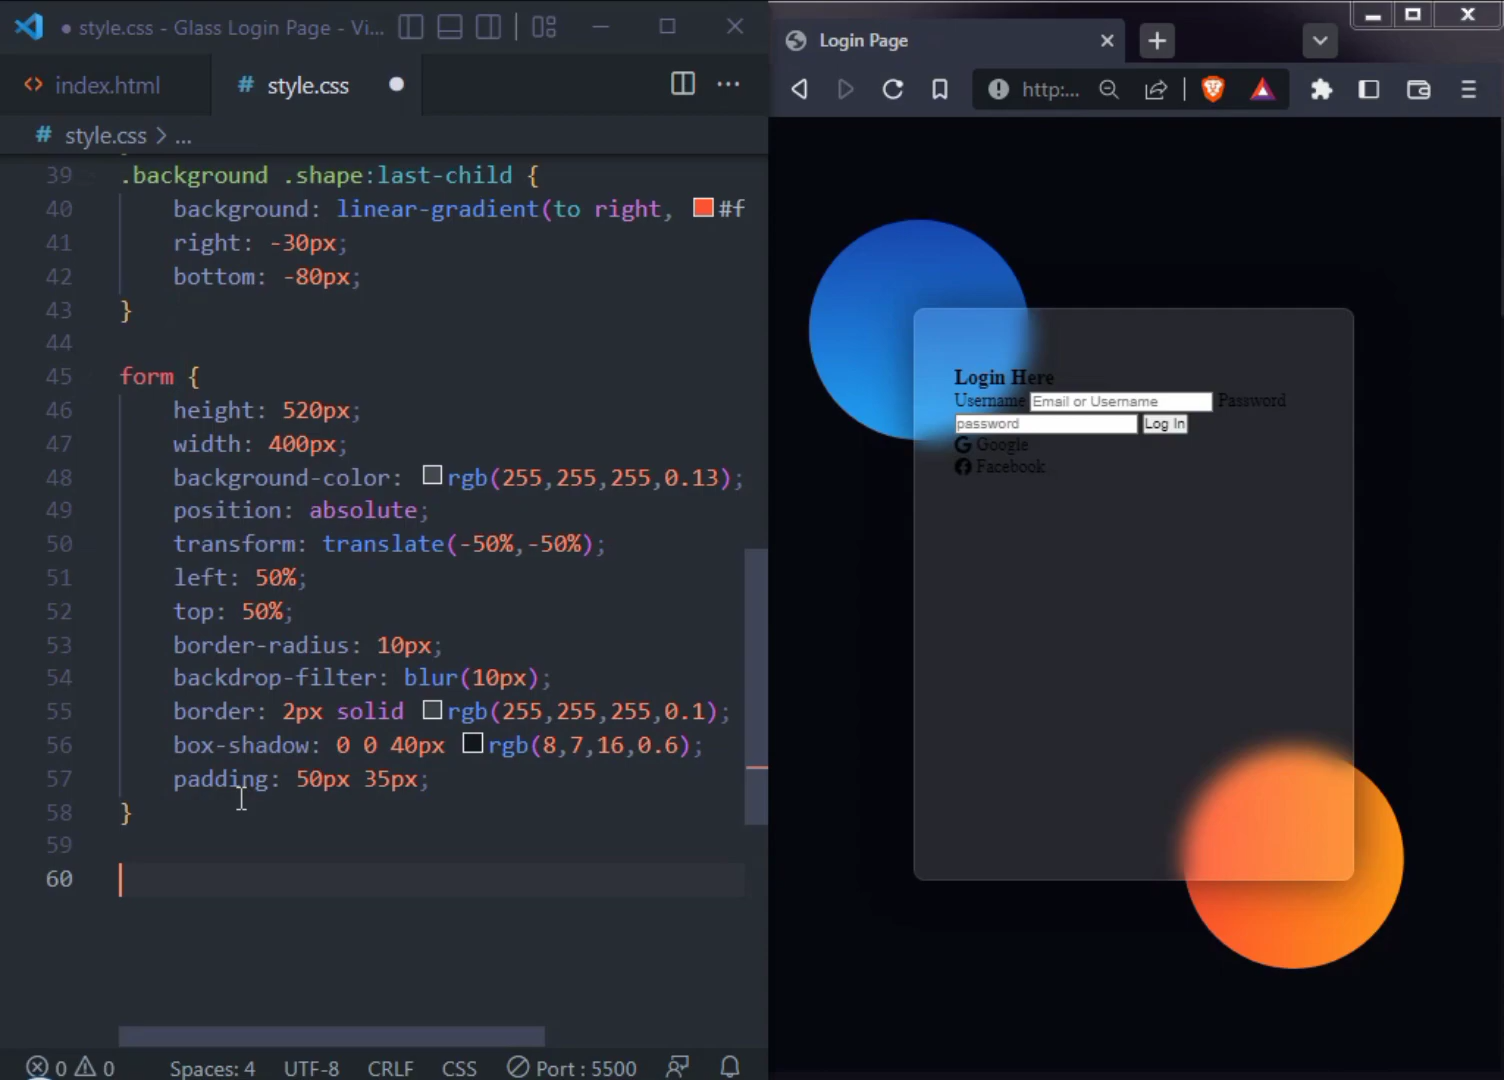 style.css - Glass Login Page - Vi...
index.html
# style.css
# style.css > ...
39 .background .shape:last-child {
40 background: linear-gradient(to right, #f
41 right: -30px;
42 bottom: -80px;
43 }
44
45 form {
46 height: 520px;
47 width: 400px;
48 background-color: rgb(255,255,255,0.13);
49 position: absolute;
50 transform: translate(-50%,-50%);
51 left: 50%;
52 top: 50%;
53 border-radius: 10px;
54 backdrop-filter: blur(10px);
55 border: 2px solid rgb(255,255,255,0.1);
56 box-shadow: 0 0 40px rgb(8,7,16,0.6);
57 padding: 50px 35px;
58 }
59
60
0 0 Spaces: 4 UTF-8 CRLF CSS Port : 5500
Login Page
http:...
Login Here
Username Email or Username Password
password Log In
Google
Facebook